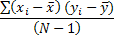 ∑(xᵢ − x̄) (yᵢ − ȳ)
(N − 1)